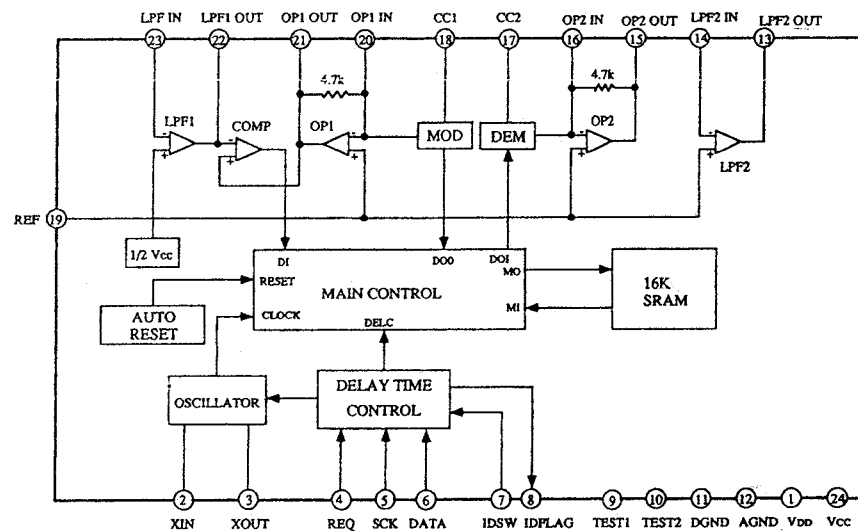 LPF IN LPF1 OUT OP1 OUT OP1 IN CC1 CC2 OP2 IN OP2 OUT LPF2 IN LPF2 OUT
23 22 21 20 18 17 16 15 14 13
4.7k 4.7k
LPF1 COMP OP1 MOD DEM OP2 LPF2
- + - + - + - + - +
REF 19
1/2 Vcc
DI DO0 DOI
RESET MAIN CONTROL MO
CLOCK MI
DELC
16K
SRAM
AUTO
RESET
OSCILLATOR
DELAY TIME
CONTROL
2 3 4 5 6 7 8 9 10 11 12 1 24
XIN XOUT REQ SCK DATA IDSW IDFLAG TEST1 TEST2 DGND AGND VDD VCC